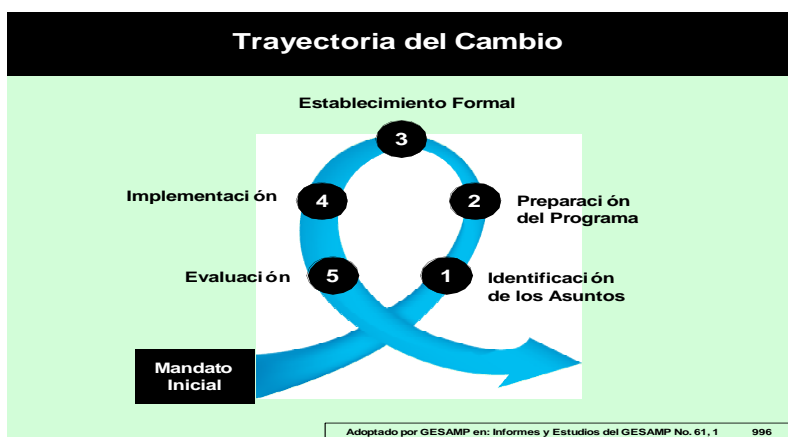 Trayectoria del Cambio
Establecimiento Formal
3
Implementaci ón
4
2
Preparaci ón
del Programa
Evaluaci ón
5
1
Identificaci ón
de los Asuntos
Mandato
Inicial
Adoptado por GESAMP en: Informes y Estudios del GESAMP No. 61, 1 996